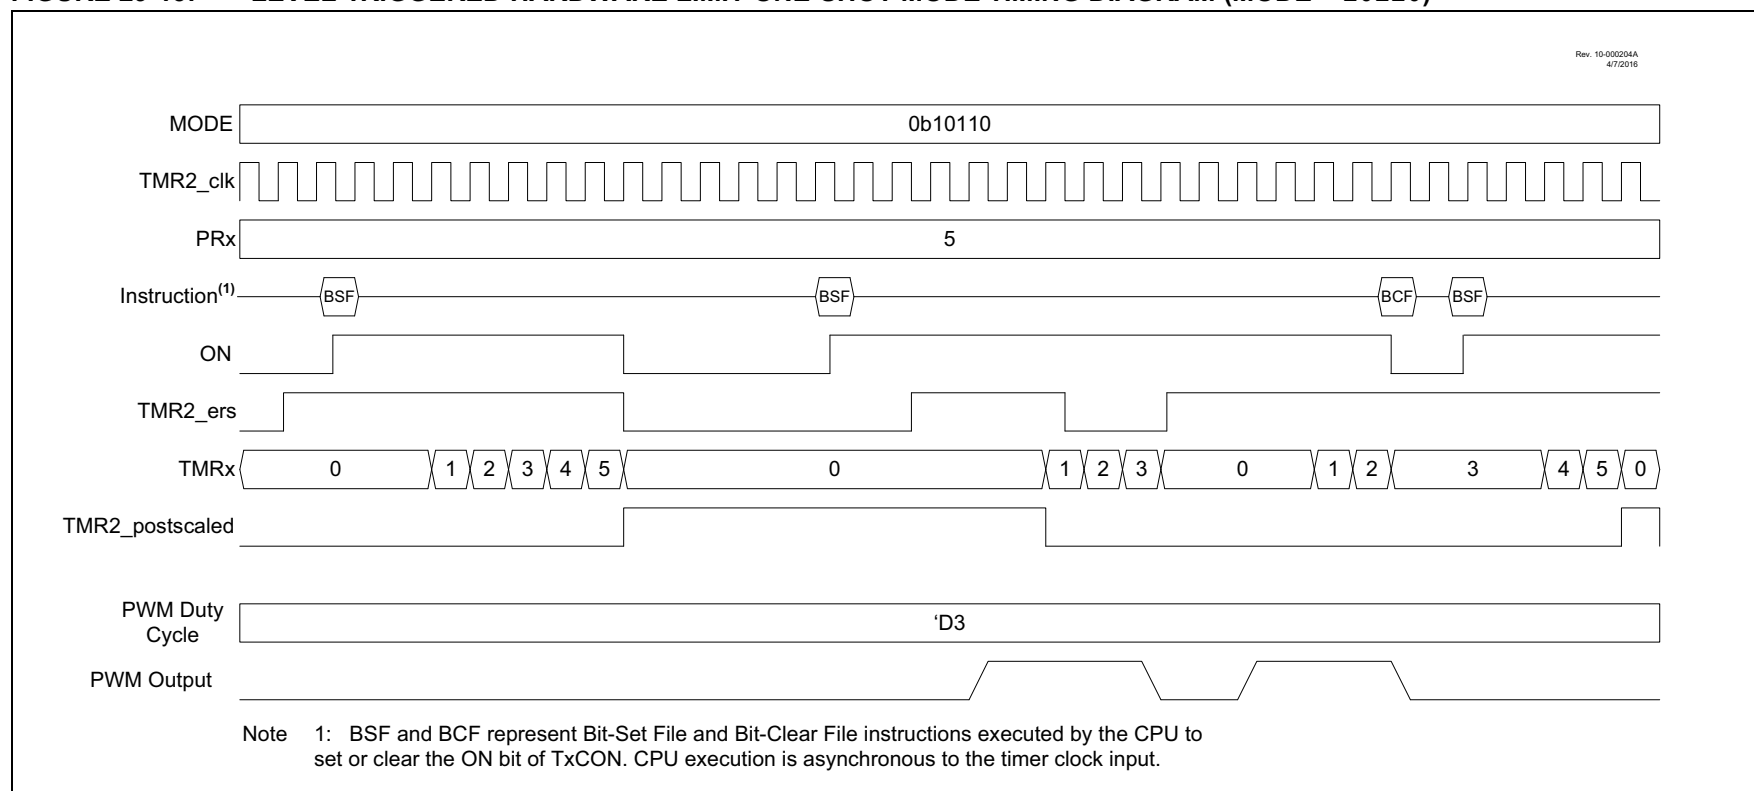 Rev. 10-000204A
4/7/2016
MODE 0b10110
TMR2_clk
PRx 5
Instruction(1) BSF BSF BCF BSF
ON
TMR2_ers
TMRx 0 1 2 3 4 5 0 1 2 3 0 1 2 3 4 5 0
TMR2_postscaled
PWM Duty
Cycle
‘D3
PWM Output
Note 1: BSF and BCF represent Bit-Set File and Bit-Clear File instructions executed by the CPU to
set or clear the ON bit of TxCON. CPU execution is asynchronous to the timer clock input.